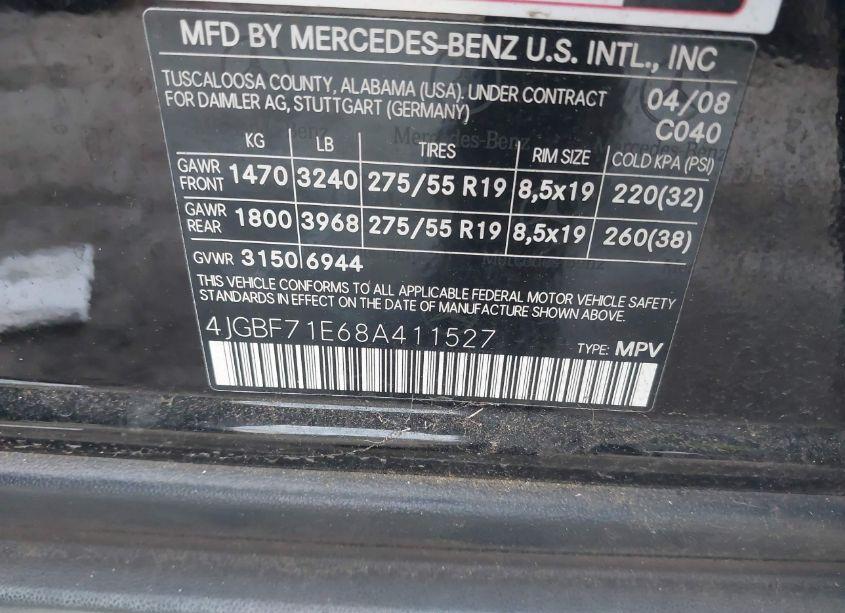 MFD BY MERCEDES-BENZ U.S. INTL., INC
TUSCALOOSA COUNTY, ALABAMA (USA). UNDER CONTRACT
FOR DAIMLER AG, STUTTGART (GERMANY)
04/08
C040
Mercedes-Benz
KG LB TIRES RIM SIZE COLD KPA (PSI)
GAWR FRONT 1470 3240 275/55 R19 8,5x19 220(32)
GAWR REAR 1800 3968 275/55 R19 8,5x19 260(38)
GVWR 3150 6944
THIS VEHICLE CONFORMS TO ALL APPLICABLE FEDERAL MOTOR VEHICLE SAFETY
STANDARDS IN EFFECT ON THE DATE OF MANUFACTURE SHOWN ABOVE.
4JGBF71E68A411527
TYPE: MPV